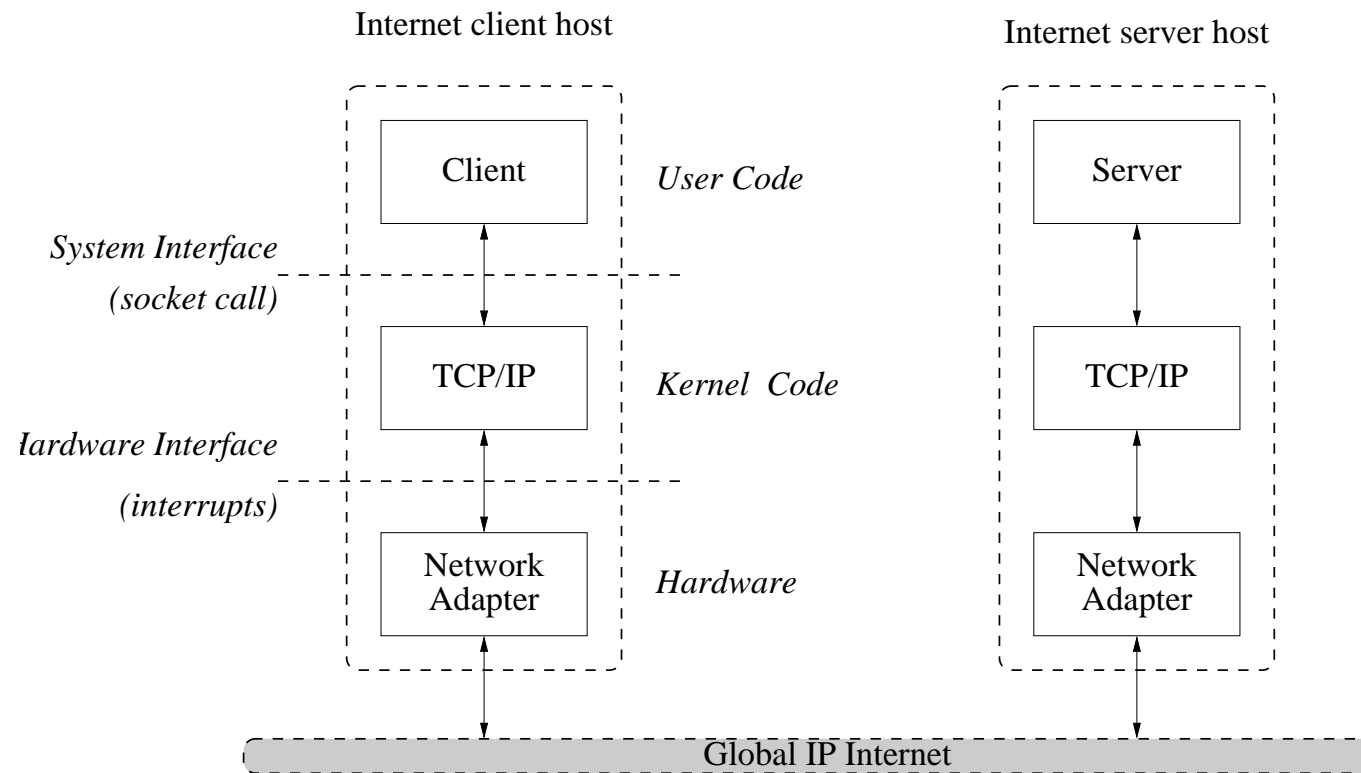 Internet client host
Internet server host
Client
User Code
Server
System Interface
(socket call)
TCP/IP
Kernel Code
TCP/IP
Interface
(interrupts)
Network
Adapter
Hardware
Network
Adapter
Global IP Internet